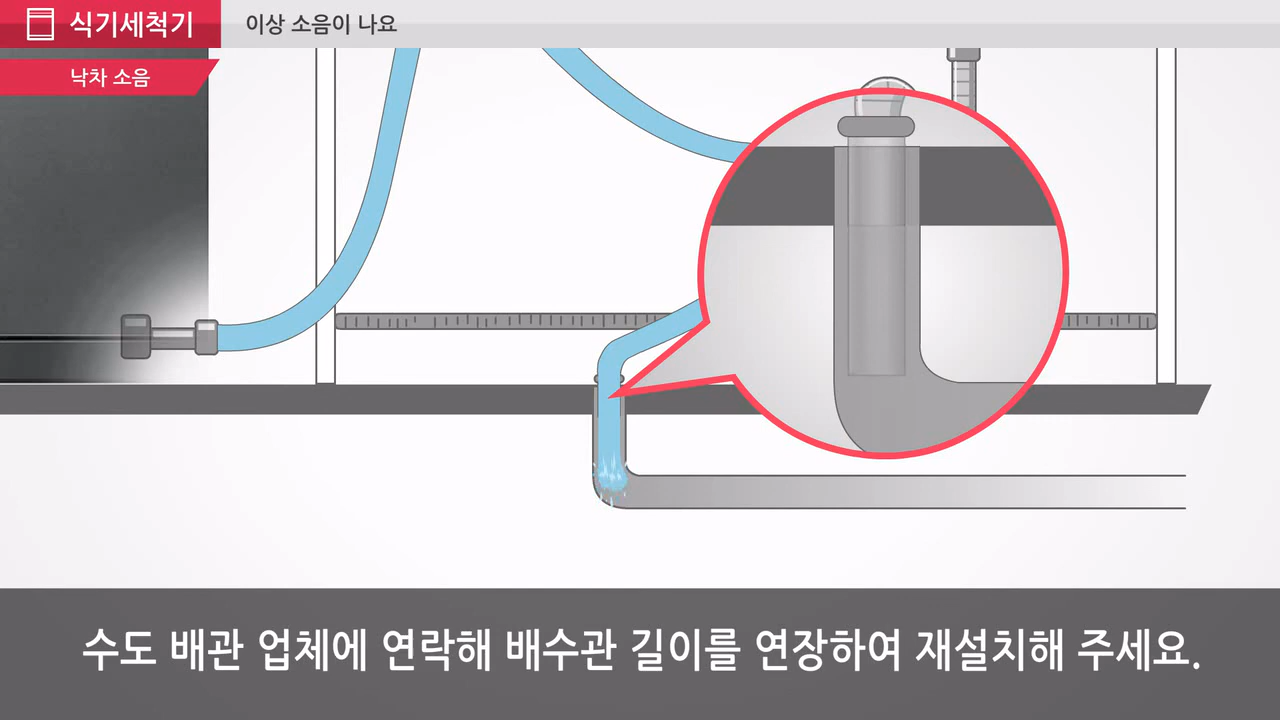 식기세척기
이상 소음이 나요
낙차 소음
수도 배관 업체에 연락해 배수관 길이를 연장하여 재설치해 주세요.